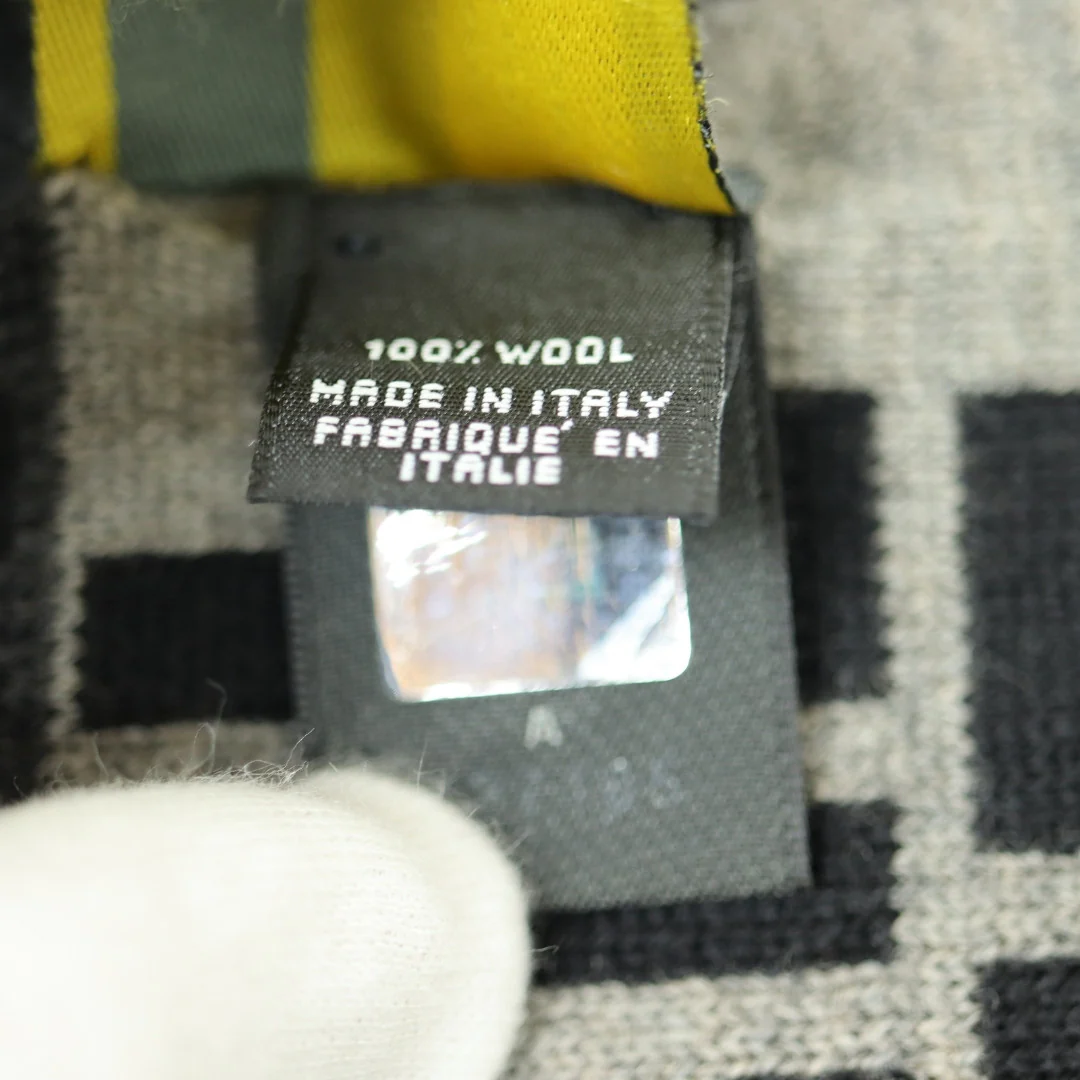 100% WOOL
MADE IN ITALY
FABRIQUE' EN
ITALIE
A